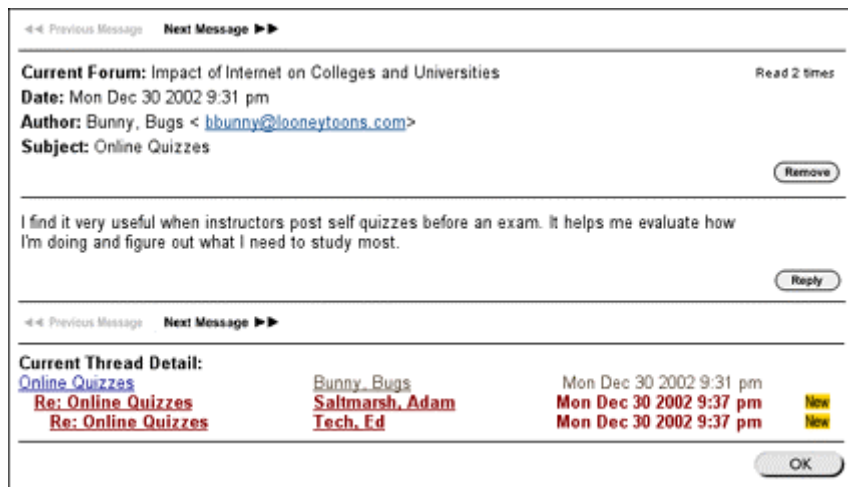 ◄◄ Previous Message Next Message ►►
Current Forum: Impact of Internet on Colleges and Universities Read 2 times
Date: Mon Dec 30 2002 9:31 pm
Author: Bunny, Bugs < bbunny@looneytoons.com>
Subject: Online Quizzes
Remove
I find it very useful when instructors post self quizzes before an exam. It helps me evaluate how
I'm doing and figure out what I need to study most.
Reply
◄◄ Previous Message Next Message ►►
Current Thread Detail:
Online Quizzes Bunny, Bugs Mon Dec 30 2002 9:31 pm
Re: Online Quizzes Saltmarsh, Adam Mon Dec 30 2002 9:37 pm New
Re: Online Quizzes Tech, Ed Mon Dec 30 2002 9:37 pm New
OK